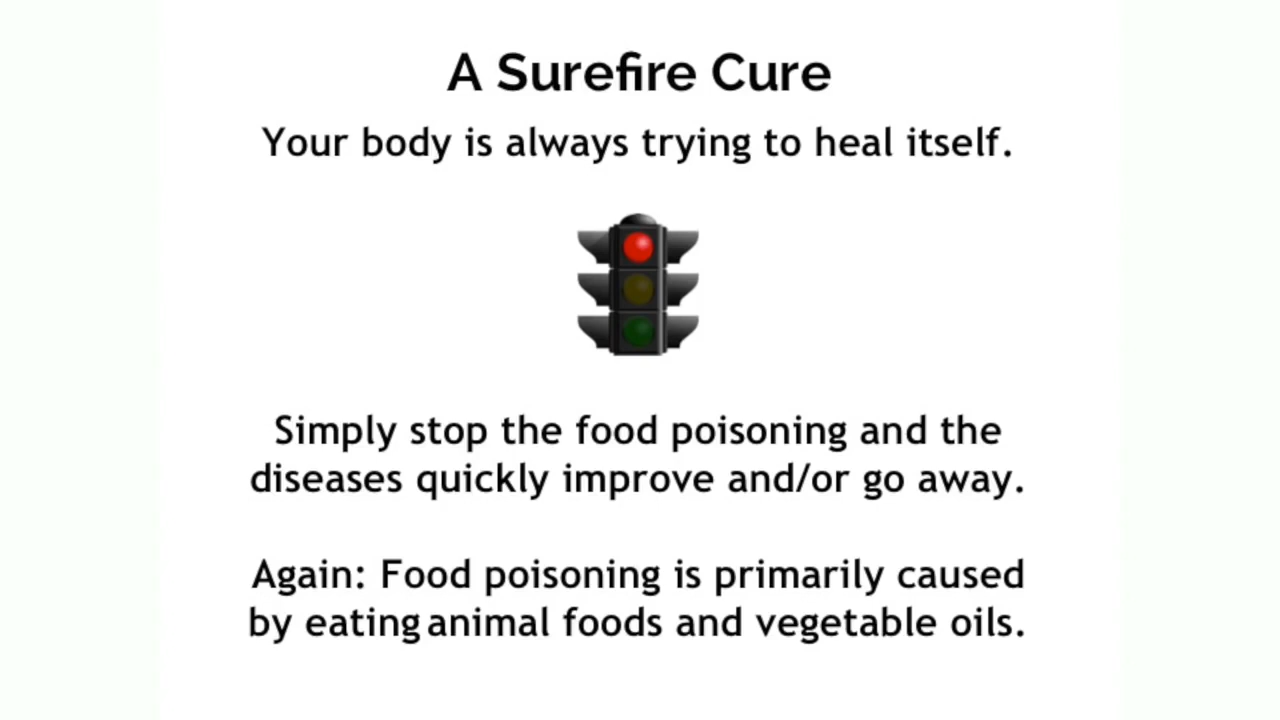 A Surefire Cure
Your body is always trying to heal itself.
Simply stop the food poisoning and the
diseases quickly improve and/or go away.
Again: Food poisoning is primarily caused
by eating animal foods and vegetable oils.